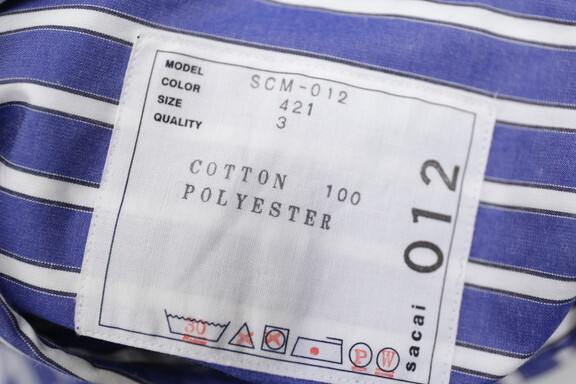 MODEL SCM-012
COLOR 421
SIZE 3
QUALITY
COTTON 100
POLYESTER
30
P
W
sacai 012